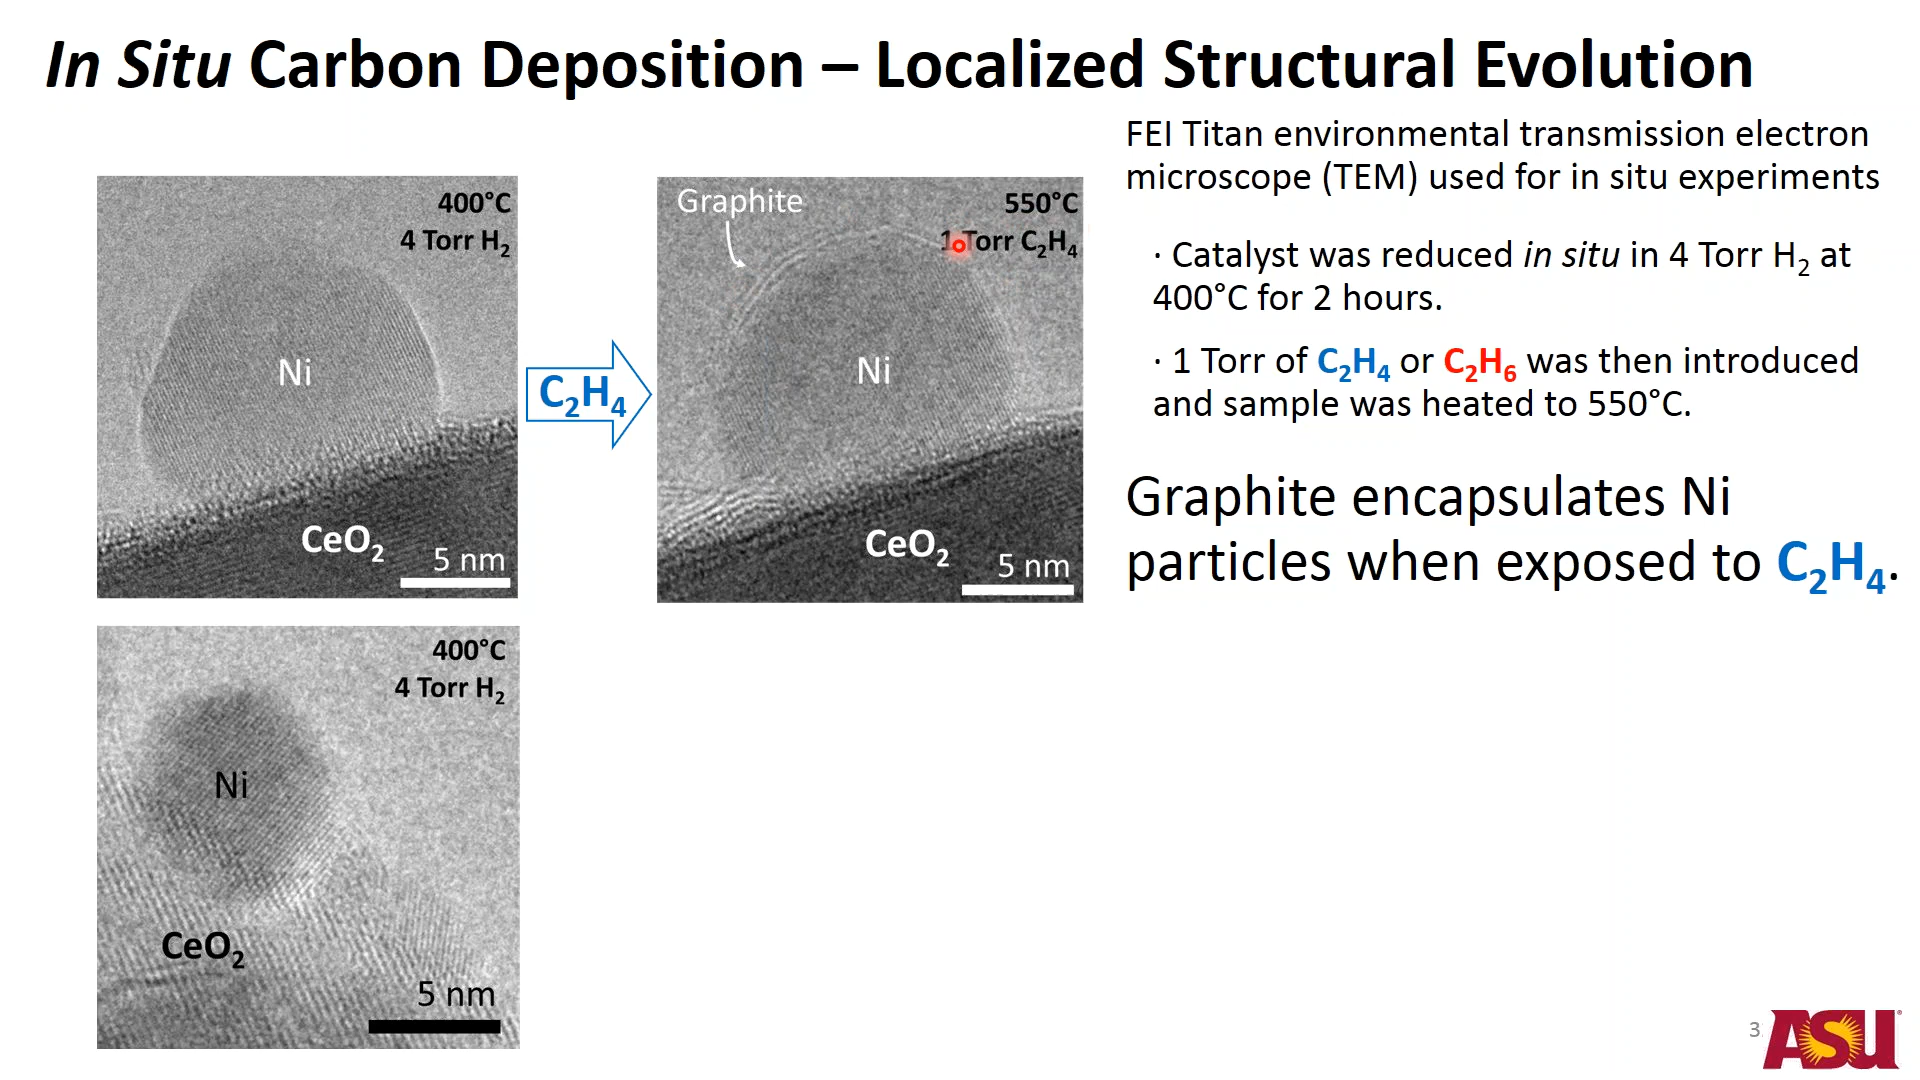 In Situ Carbon Deposition – Localized Structural Evolution
FEI Titan environmental transmission electron
microscope (TEM) used for in situ experiments
· Catalyst was reduced in situ in 4 Torr H₂ at
400°C for 2 hours.
· 1 Torr of C₂H₄ or C₂H₆ was then introduced
and sample was heated to 550°C.
Graphite encapsulates Ni
particles when exposed to C₂H₄.
400°C
4 Torr H₂
Ni
CeO₂
5 nm
C₂H₄
Graphite
550°C
1 Torr C₂H₄
Ni
CeO₂
5 nm
400°C
4 Torr H₂
Ni
CeO₂
5 nm
3
ASU